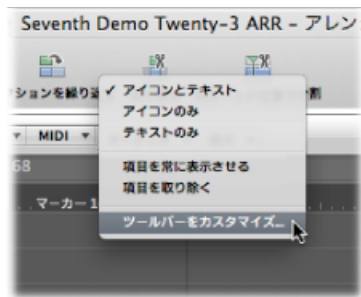 Seventh Demo Twenty-3 ARR – アレン
ションを繰り返
割
✓ アイコンとテキスト
アイコンのみ
テキストのみ
MIDI
68
項目を常に表示させる
項目を取り除く
マーカー 1
ツールバーをカスタマイズ...